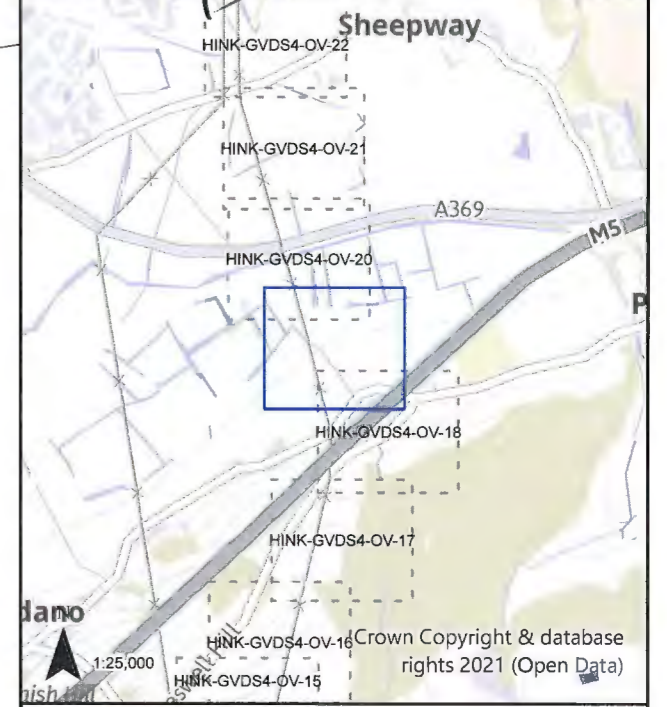 Sheepway
HINK-GVDS4-OV-22
HINK-GVDS4-OV-21
A369
M5
HINK-GVDS4-OV-20
P
HINK-GVDS4-OV-18
HINK-GVDS4-OV-17
dano
N
HINK-GVDS4-OV-16
Crown Copyright & database
1:25,000
rights 2021 (Open Data)
HINK-GVDS4-OV-15
nish Hill